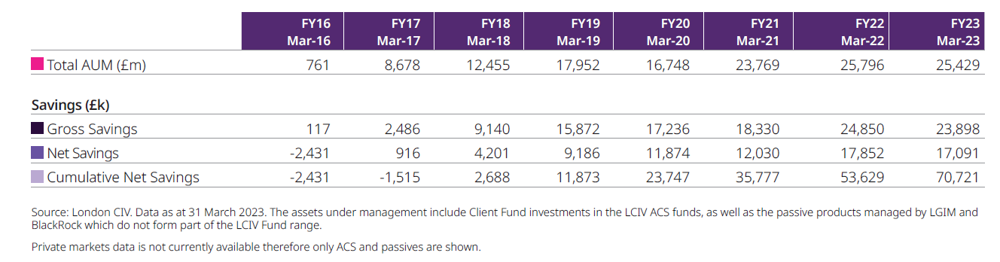 FY16 FY17 FY18 FY19 FY20 FY21 FY22 FY23
Mar-16 Mar-17 Mar-18 Mar-19 Mar-20 Mar-21 Mar-22 Mar-23
Total AUM (£m) 761 8,678 12,455 17,952 16,748 23,769 25,796 25,429
Savings (£k)
Gross Savings 117 2,486 9,140 15,872 17,236 18,330 24,850 23,898
Net Savings -2,431 916 4,201 9,186 11,874 12,030 17,852 17,091
Cumulative Net Savings -2,431 -1,515 2,688 11,873 23,747 35,777 53,629 70,721
Source: London CIV. Data as at 31 March 2023. The assets under management include Client Fund investments in the LCIV ACS funds, as well as the passive products managed by LGIM and
BlackRock which do not form part of the LCIV Fund range.
Private markets data is not currently available therefore only ACS and passives are shown.